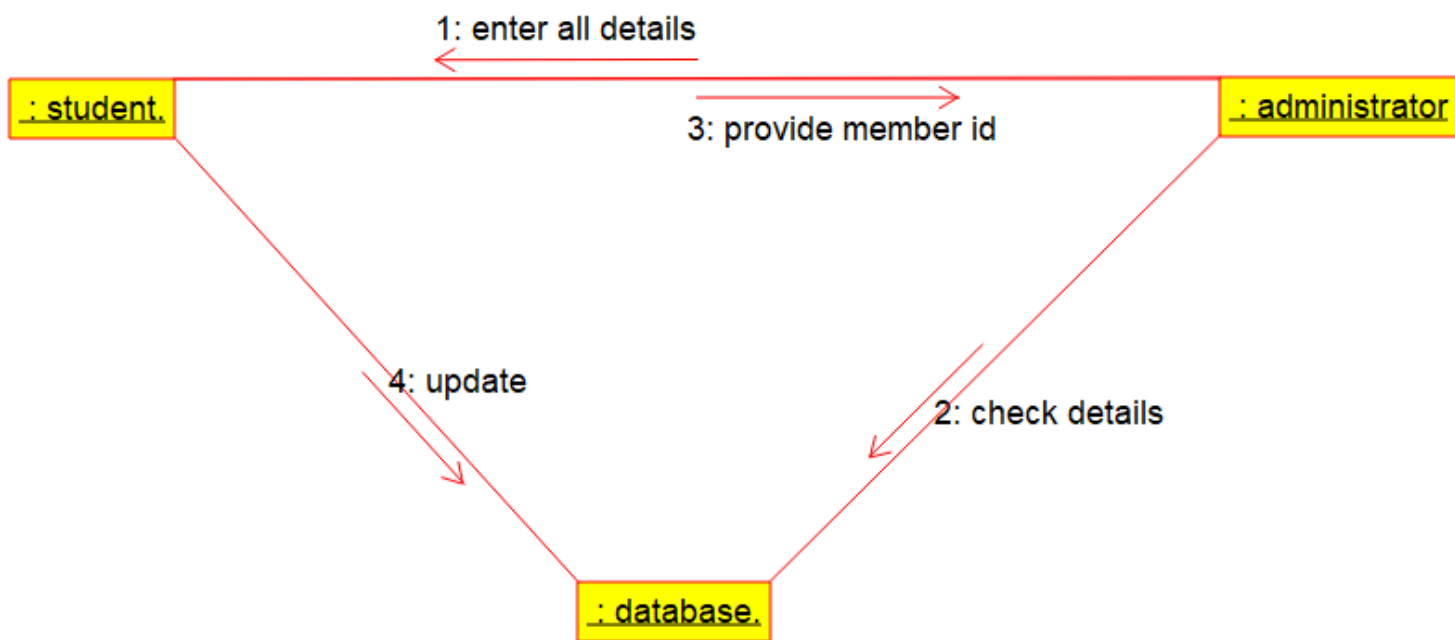 1: enter all details
: student.
: administrator
3: provide member id
4: update
2: check details
: database.